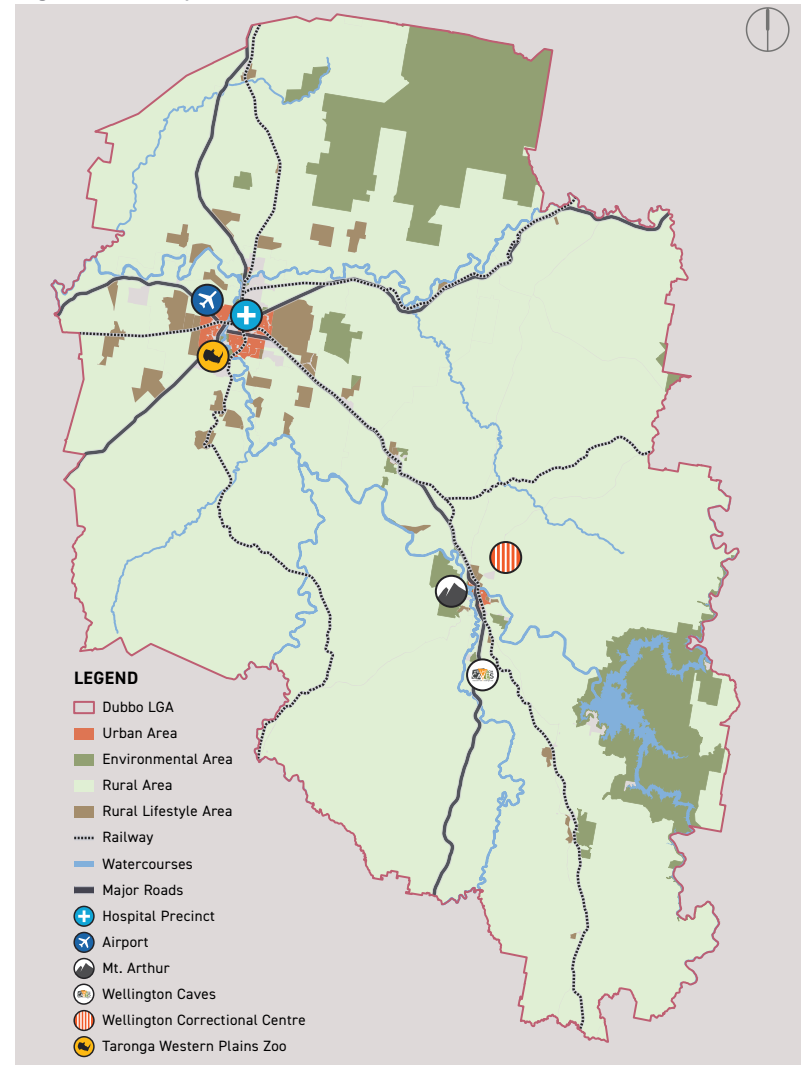 LEGEND
Dubbo LGA
Urban Area
Environmental Area
Rural Area
Rural Lifestyle Area
Railway
Watercourses
Major Roads
Hospital Precinct
Airport
Mt. Arthur
Wellington Caves
Wellington Correctional Centre
Taronga Western Plains Zoo